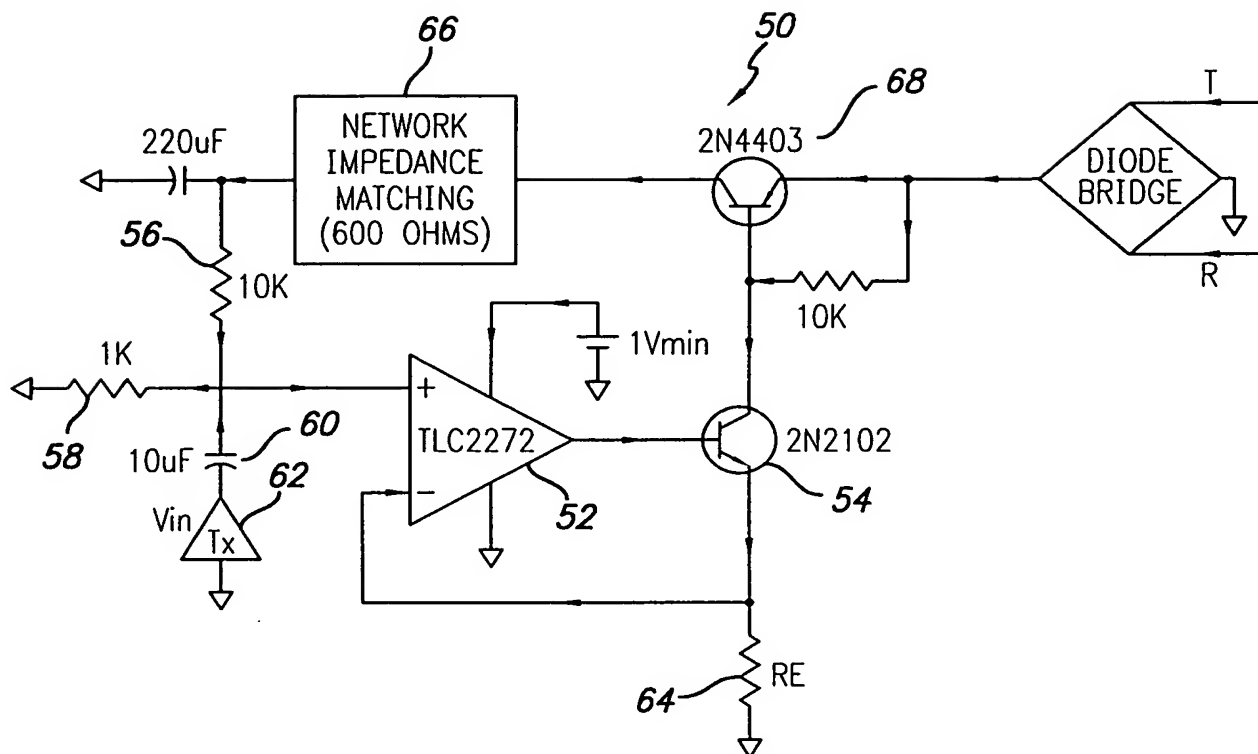 50
66
68
T
220uF
NETWORK
IMPEDANCE
MATCHING
(600 OHMS)
2N4403
DIODE
BRIDGE
R
56
10K
10K
1K
1Vmin
58
+
TLC2272
−
2N2102
60
10uF
62
52
54
Vin
Tx
RE
64